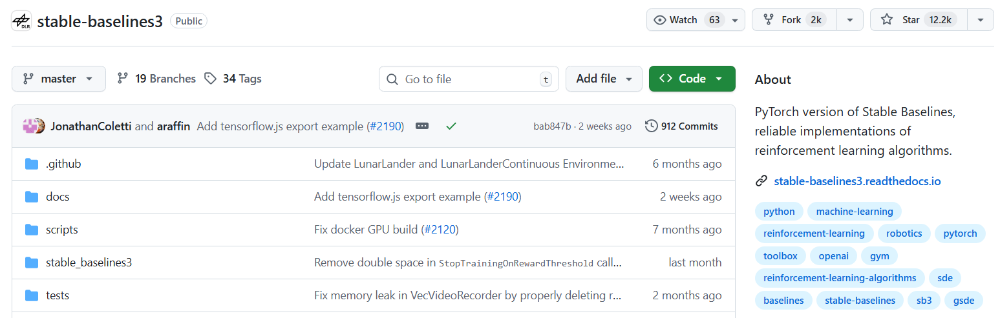 DLR stable-baselines3 Public Watch 63 Fork 2k Star 12.2k
master 19 Branches 34 Tags Go to file t Add file Code
JonathanColetti and araffin Add tensorflow.js export example (#2190) bab847b · 2 weeks ago 912 Commits
.github Update LunarLander and LunarLanderContinuous Environme... 6 months ago
docs Add tensorflow.js export example (#2190) 2 weeks ago
scripts Fix docker GPU build (#2120) 7 months ago
stable_baselines3 Remove double space in StopTrainingOnRewardThreshold call... last month
tests Fix memory leak in VecVideoRecorder by properly deleting r... 2 months ago
About
PyTorch version of Stable Baselines,
reliable implementations of
reinforcement learning algorithms.
stable-baselines3.readthedocs.io
python machine-learning
reinforcement-learning robotics pytorch
toolbox openai gym
reinforcement-learning-algorithms sde
baselines stable-baselines sb3 gsde